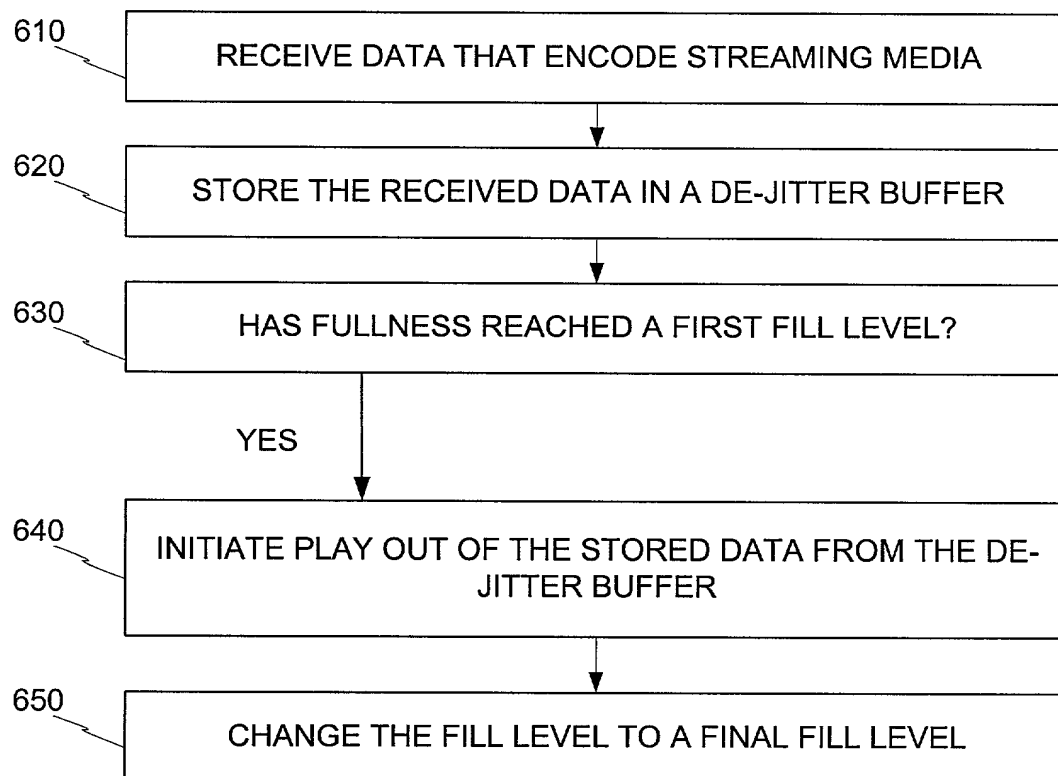 610
RECEIVE DATA THAT ENCODE STREAMING MEDIA
620
STORE THE RECEIVED DATA IN A DE-JITTER BUFFER
630
HAS FULLNESS REACHED A FIRST FILL LEVEL?
YES
640
INITIATE PLAY OUT OF THE STORED DATA FROM THE DE-
JITTER BUFFER
650
CHANGE THE FILL LEVEL TO A FINAL FILL LEVEL